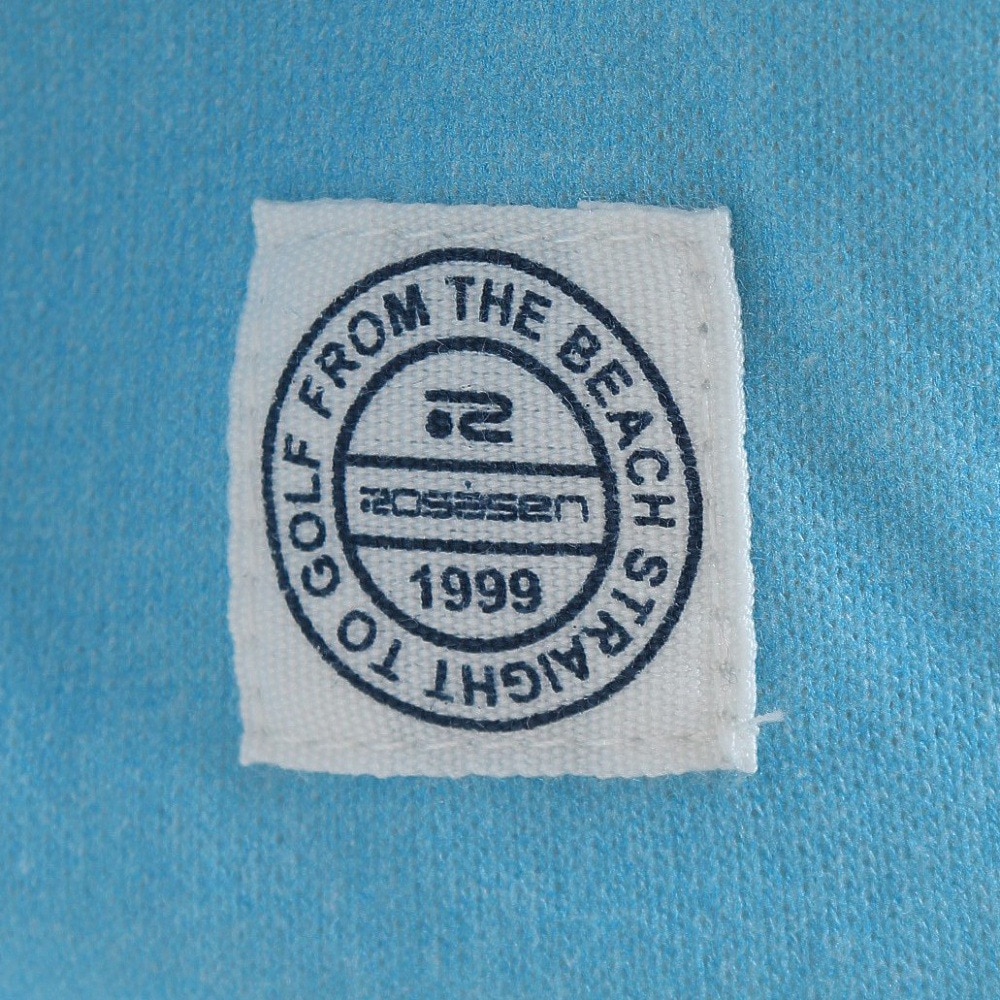 FROM THE BEACH STRAIGHT TO GOLF
R
Rosasen
1999